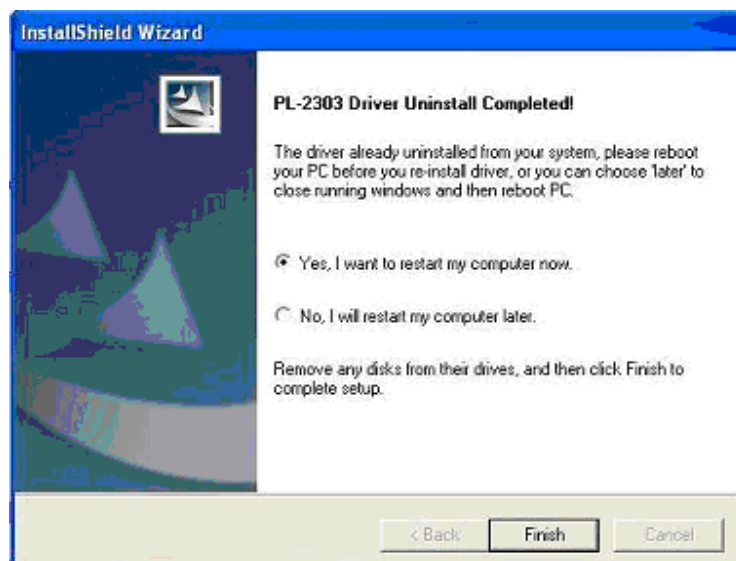 InstallShield Wizard
PL-2303 Driver Uninstall Completed!
The driver already uninstalled from your system, please reboot
your PC before you re-install driver, or you can choose 'later' to
close running windows and then reboot PC.
Yes, I want to restart my computer now.
No, I will restart my computer later.
Remove any disks from their drives, and then click Finish to
complete setup.
< Back
Finish
Cancel